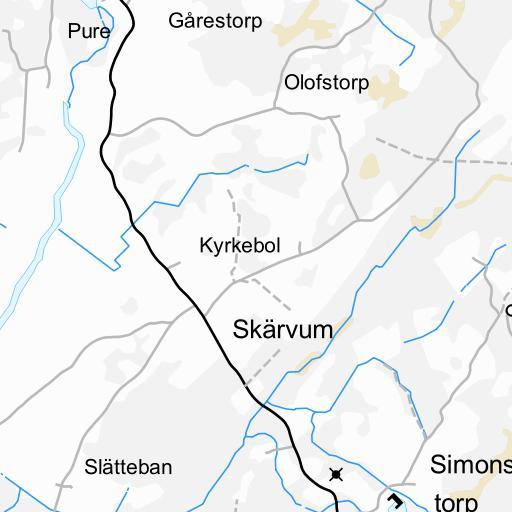 Gårestorp
Pure
Olofstorp
Kyrkebol
Skärvum
Slätteban
Simons
torp